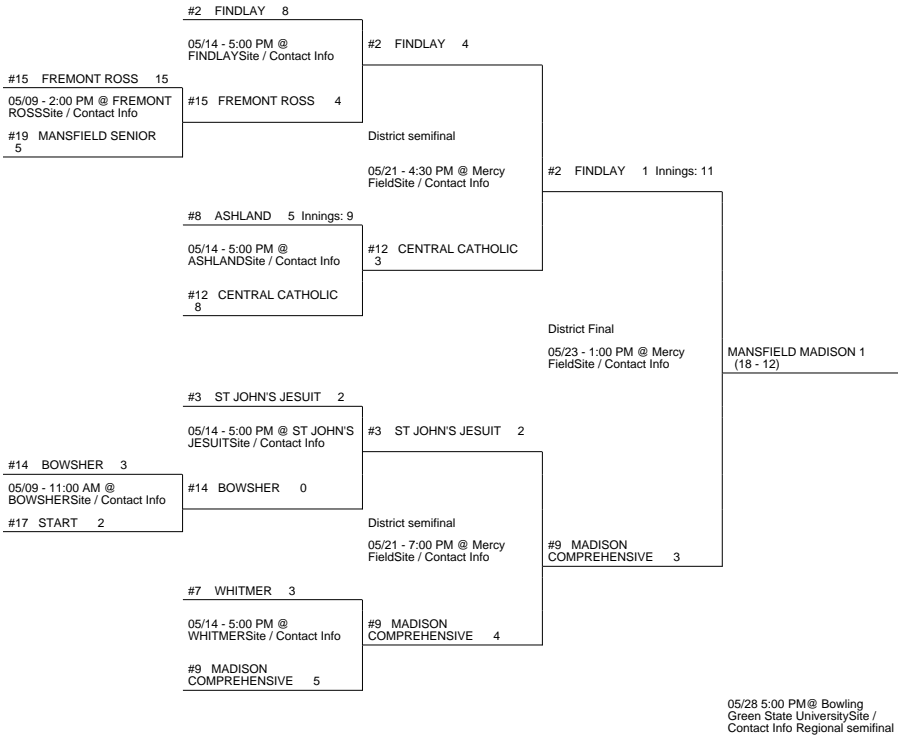 #2 FINDLAY 8
05/14 - 5:00 PM @
FINDLAYSite / Contact Info
#2 FINDLAY 4
#15 FREMONT ROSS 15
05/09 - 2:00 PM @ FREMONT
ROSSSite / Contact Info
#15 FREMONT ROSS 4
#19 MANSFIELD SENIOR
5
District semifinal
05/21 - 4:30 PM @ Mercy
FieldSite / Contact Info
#2 FINDLAY 1 Innings: 11
#8 ASHLAND 5 Innings: 9
05/14 - 5:00 PM @
ASHLANDSite / Contact Info
#12 CENTRAL CATHOLIC
3
#12 CENTRAL CATHOLIC
8
District Final
05/23 - 1:00 PM @ Mercy
FieldSite / Contact Info
MANSFIELD MADISON 1
(18 - 12)
#3 ST JOHN'S JESUIT 2
05/14 - 5:00 PM @ ST JOHN'S
JESUITSite / Contact Info
#3 ST JOHN'S JESUIT 2
#14 BOWSHER 3
05/09 - 11:00 AM @
BOWSHERSite / Contact Info
#14 BOWSHER 0
#17 START 2
District semifinal
05/21 - 7:00 PM @ Mercy
FieldSite / Contact Info
#9 MADISON
COMPREHENSIVE 3
#7 WHITMER 3
05/14 - 5:00 PM @
WHITMERSite / Contact Info
#9 MADISON
COMPREHENSIVE 4
#9 MADISON
COMPREHENSIVE 5
05/28 5:00 PM@ Bowling
Green State UniversitySite /
Contact Info Regional semifinal